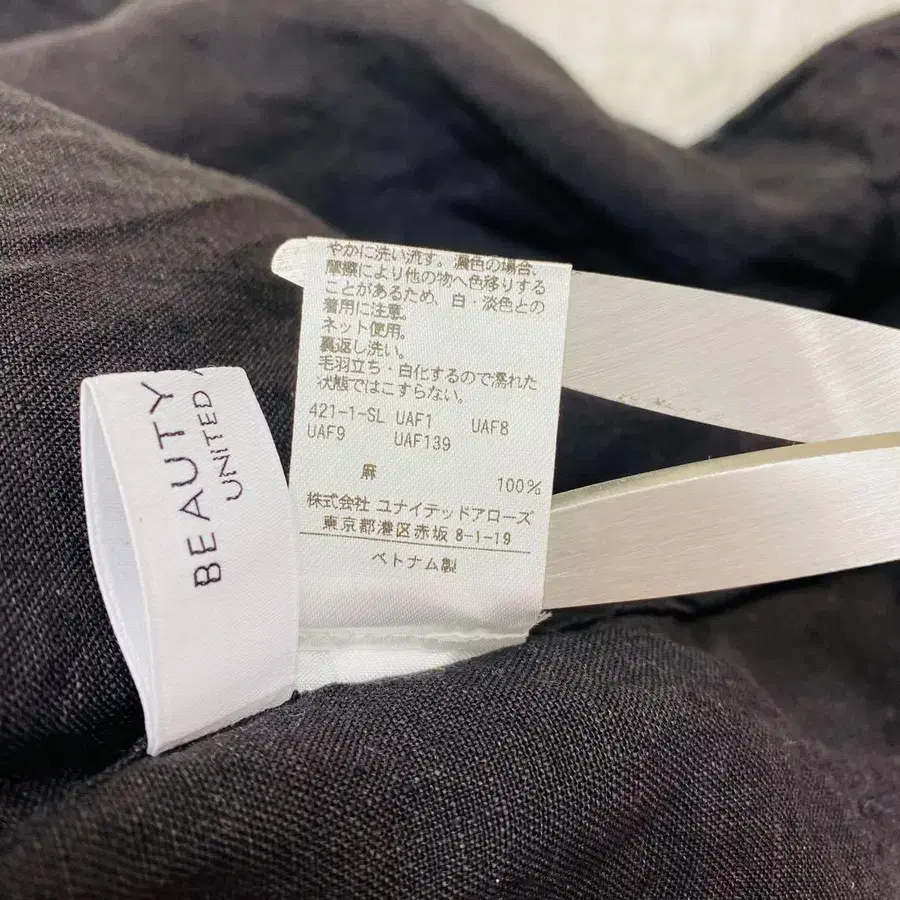 BEAUTY
UNITED
やかに洗い流す。濃色の場合、
摩擦により他の物へ色移りする
ことがあるため、白・淡色との
着用に注意。
ネット使用。
裏返し洗い。
毛羽立ち・白化するので濡れた
状態ではこすらない。
421-1-SL UAF1 UAF8
UAF9 UAF139
麻 100%
株式会社 ユナイテッドアローズ
東京都港区赤坂 8-1-19
ベトナム製